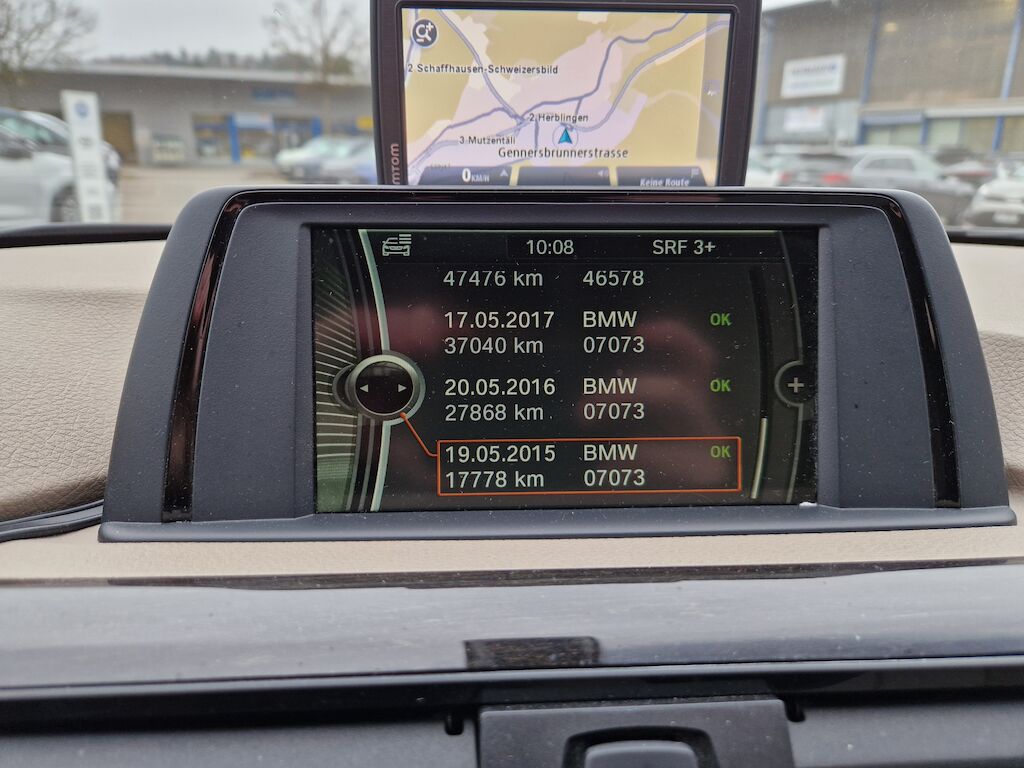 2 Schaffhausen-Schweizersbild
2 Herblingen
3 Mutzentäli
Gennersbrunnerstrasse
0 KM/H
Keine Route
10:08 SRF 3+
47476 km 46578
17.05.2017 BMW OK
37040 km 07073
20.05.2016 BMW OK
27868 km 07073
19.05.2015 BMW OK
17778 km 07073